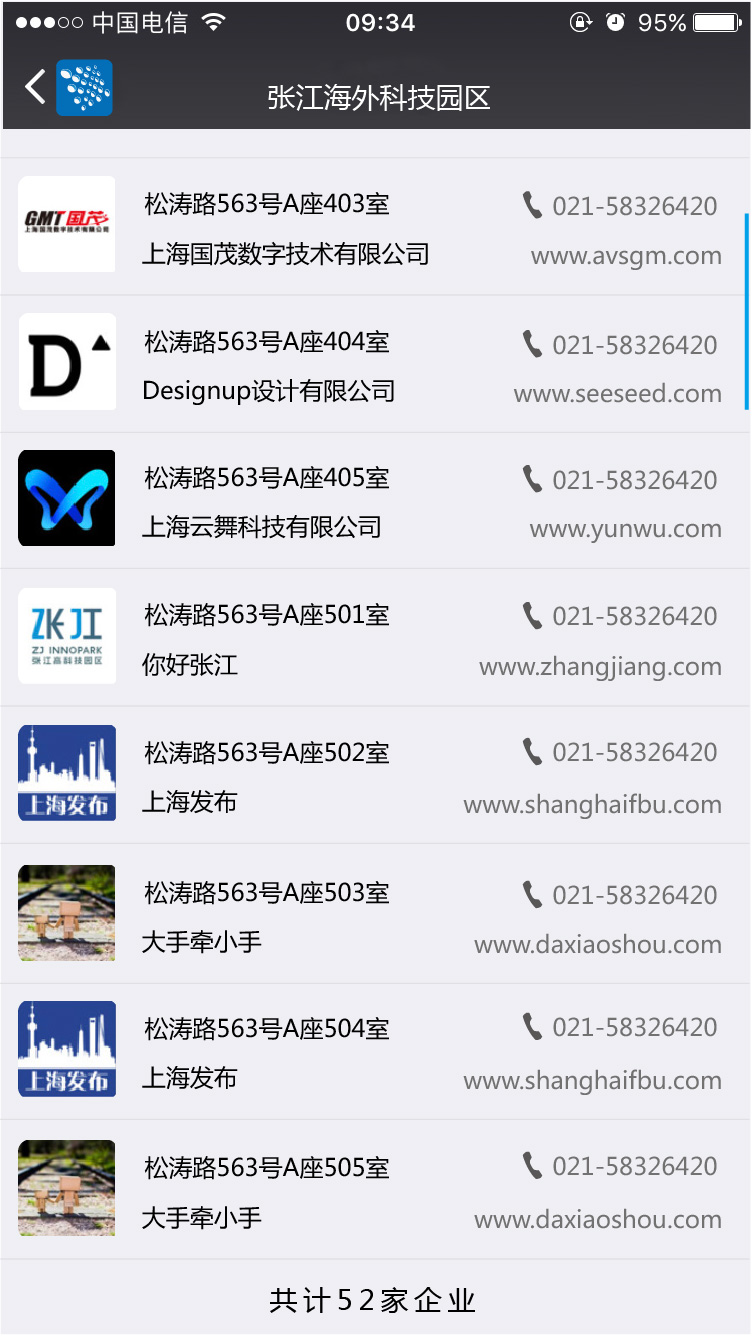 中国电信 09:34 95%
张江海外科技园区
GMT国茂
上海国茂数字技术有限公司
松涛路563号A座403室 021-58326420
上海国茂数字技术有限公司 www.avsgm.com
D
松涛路563号A座404室 021-58326420
Designup设计有限公司 www.seeseed.com
松涛路563号A座405室 021-58326420
上海云舞科技有限公司 www.yunwu.com
ZJ INNOPARK
张江高科技园区
松涛路563号A座501室 021-58326420
你好张江 www.zhangjiang.com
上海发布
松涛路563号A座502室 021-58326420
上海发布 www.shanghaifbu.com
松涛路563号A座503室 021-58326420
大手牵小手 www.daxiaoshou.com
上海发布
松涛路563号A座504室 021-58326420
上海发布 www.shanghaifbu.com
松涛路563号A座505室 021-58326420
大手牵小手 www.daxiaoshou.com
共计52家企业